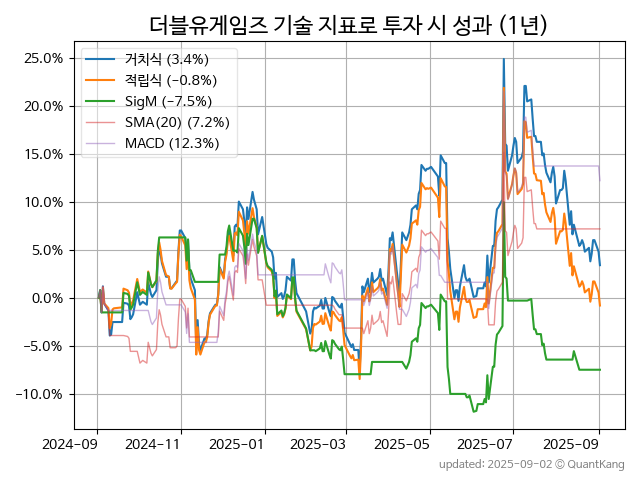 더블유게임즈 기술 지표로 투자 시 성과 (1년)
거치식 (3.4%)
적립식 (−0.8%)
SigM (−7.5%)
SMA(20) (7.2%)
MACD (12.3%)
25.0%
20.0%
15.0%
10.0%
5.0%
0.0%
−5.0%
−10.0%
2024-09 2024-11 2025-01 2025-03 2025-05 2025-07 2025-09
updated: 2025-09-02 © QuantKang